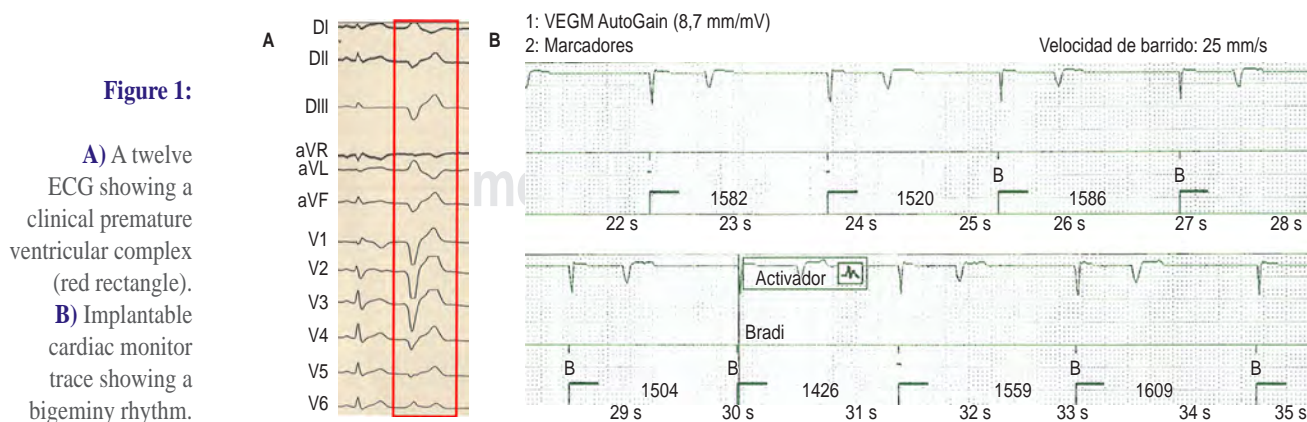 Figure 1:
A) A twelve
ECG showing a
clinical premature
ventricular complex
(red rectangle).
B) Implantable
cardiac monitor
trace showing a
bigeminy rhythm.
A
DI
DII
DIII
aVR
aVL
aVF
V1
V2
V3
V4
V5
V6
B
1: VEGM AutoGain (8,7 mm/mV)
2: Marcadores
Velocidad de barrido: 25 mm/s
B B
1582 1520 1586
22 s 23 s 24 s 25 s 26 s 27 s 28 s
Activador
Bradi
B B B B
1504 1426 1559 1609
29 s 30 s 31 s 32 s 33 s 34 s 35 s